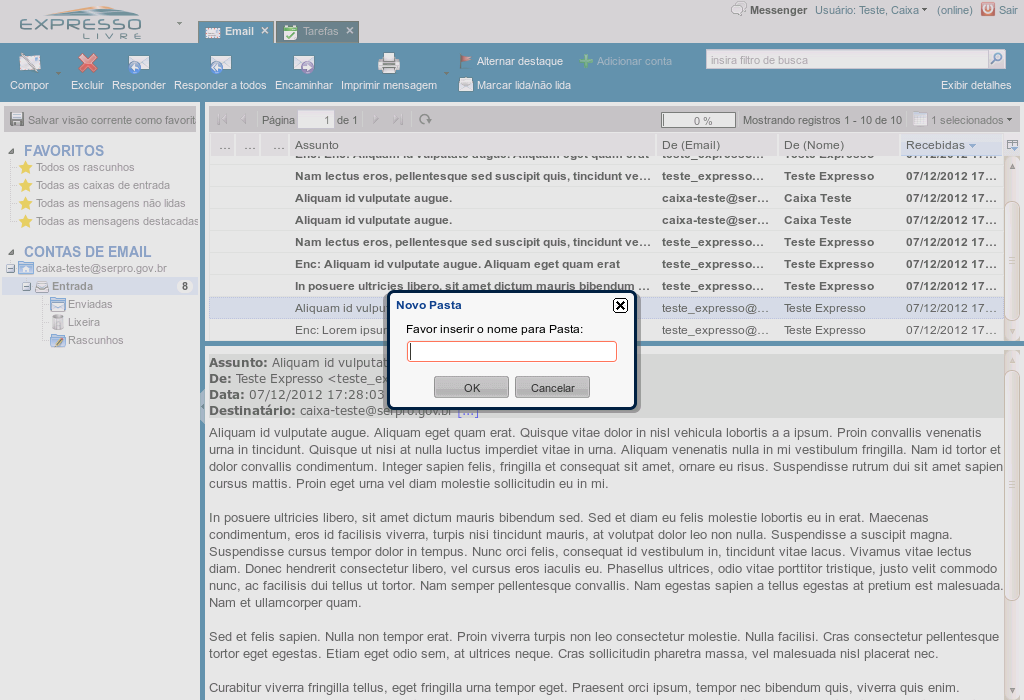 EXPRESSO
LIVRE
Email
Tarefas
Messenger Usuário: Teste, Caixa (online) Sair
Compor
Excluir
Responder
Responder a todos
Encaminhar
Imprimir mensagem
Alternar destaque
Adicionar conta
Marcar lida/não lida
insira filtro de busca
Exibir detalhes
Salvar visão corrente como favorit
Página 1 de 1
0 %
Mostrando registros 1 - 10 de 10
1 selecionados
FAVORITOS
Todos os rascunhos
Todas as caixas de entrada
Todas as mensagens não lidas
Todas as mensagens destacadas
CONTAS DE EMAIL
caixa-teste@serpro.gov.br
Entrada 8
Enviadas
Lixeira
Rascunhos
... ... ... Assunto De (Email) De (Nome) Recebidas
Enc: Enc: Aliquam id vulputate augue. Aliquam eget quam erat teste_expresso... Teste Expresso 07/12/2012 17...
Nam lectus eros, pellentesque sed suscipit quis, tincidunt ve... teste_expresso... Teste Expresso 07/12/2012 17...
Aliquam id vulputate augue. caixa-teste@ser... Caixa Teste 07/12/2012 17...
Aliquam id vulputate augue. caixa-teste@ser... Caixa Teste 07/12/2012 17...
Nam lectus eros, pellentesque sed suscipit quis, tincidunt ve... teste_expresso... Teste Expresso 07/12/2012 17...
Enc: Aliquam id vulputate augue. Aliquam eget quam erat teste_expresso... Teste Expresso 07/12/2012 17...
In posuere ultricies libero, sit amet dictum mauris bibendum ... teste_expresso... Teste Expresso 07/12/2012 17...
Aliquam id vulpu teste_expresso@... Teste Expresso 07/12/2012 17...
Enc: Lorem ipsu teste_expresso@... Teste Expresso 07/12/2012 17...
Novo Pasta
Favor inserir o nome para Pasta:
OK
Cancelar
Assunto: Aliquam id vulputat
De: Teste Expresso <teste_ex
Data: 07/12/2012 17:28:03
Destinatário: caixa-teste@serpro.gov.br [...]
Aliquam id vulputate augue. Aliquam eget quam erat. Quisque vitae dolor in nisl vehicula lobortis a a ipsum. Proin convallis venenatis
urna in tincidunt. Quisque ut nisi at nulla luctus imperdiet vitae in urna. Aliquam venenatis nulla in mi vestibulum fringilla. Nam id tortor et
dolor convallis condimentum. Integer sapien felis, fringilla et consequat sit amet, ornare eu risus. Suspendisse rutrum dui sit amet sapien
cursus mattis. Proin eget urna vel diam molestie sollicitudin eu in mi.
In posuere ultricies libero, sit amet dictum mauris bibendum sed. Sed et diam eu felis molestie lobortis eu in erat. Maecenas
condimentum, eros id facilisis viverra, turpis nisi tincidunt mauris, at volutpat dolor leo non nulla. Suspendisse a suscipit magna.
Suspendisse cursus tempor dolor in tempus. Nunc orci felis, consequat id vestibulum in, tincidunt vitae lacus. Vivamus vitae lectus
diam. Donec hendrerit consectetur libero, vel cursus eros iaculis eu. Phasellus ultrices, odio vitae porttitor tristique, justo velit commodo
nunc, ac facilisis dui tellus ut tortor. Nam semper pellentesque convallis. Nam egestas sapien a tellus egestas at pretium est malesuada.
Nam et ullamcorper quam.
Sed et felis sapien. Nulla non tempor erat. Proin viverra turpis non leo consectetur molestie. Nulla facilisi. Cras consectetur pellentesque
tortor eget egestas. Etiam eget odio sem, at ultrices neque. Cras sollicitudin pharetra massa, vel malesuada nisl placerat nec.
Curabitur viverra fringilla tellus, eget fringilla urna tempor eget. Praesent orci ipsum, tempor nec bibendum quis, viverra quis enim.